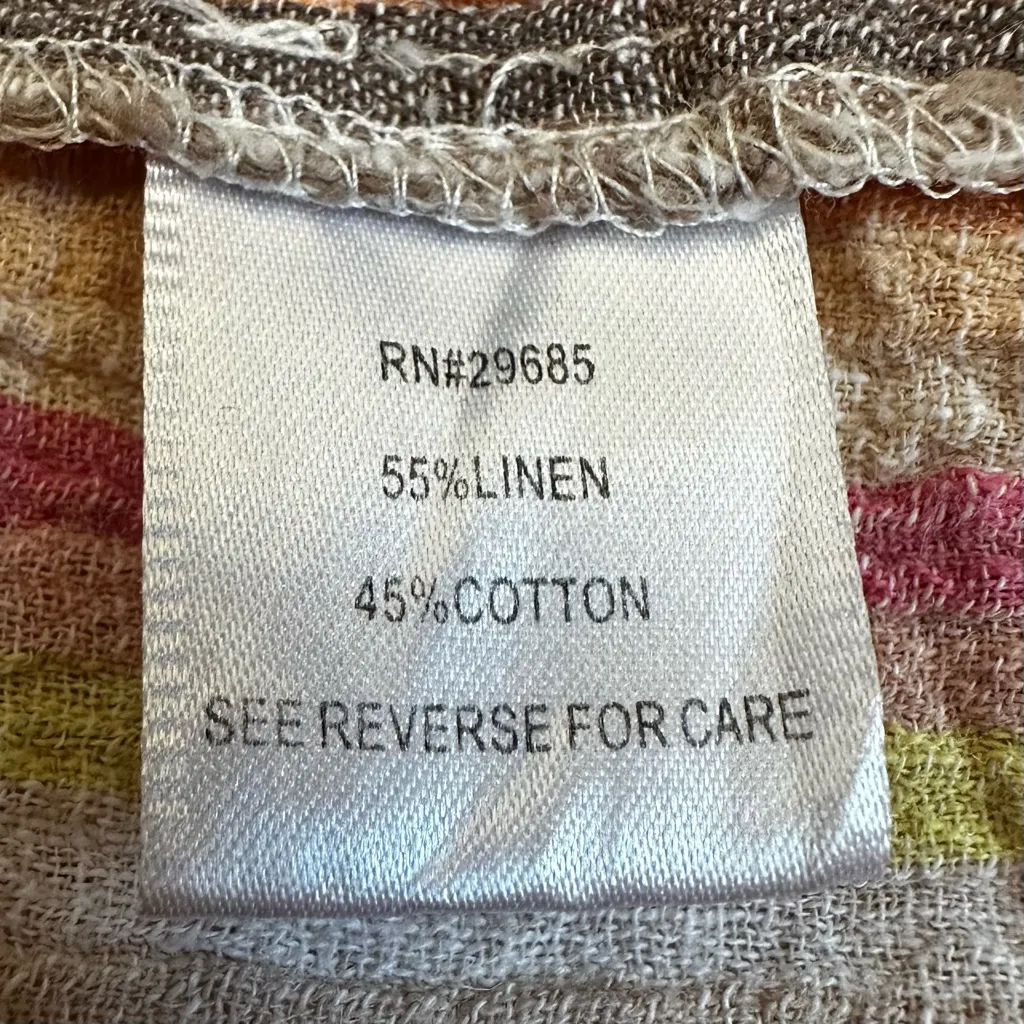 RN#29685
55%LINEN
45%COTTON
SEE REVERSE FOR CARE